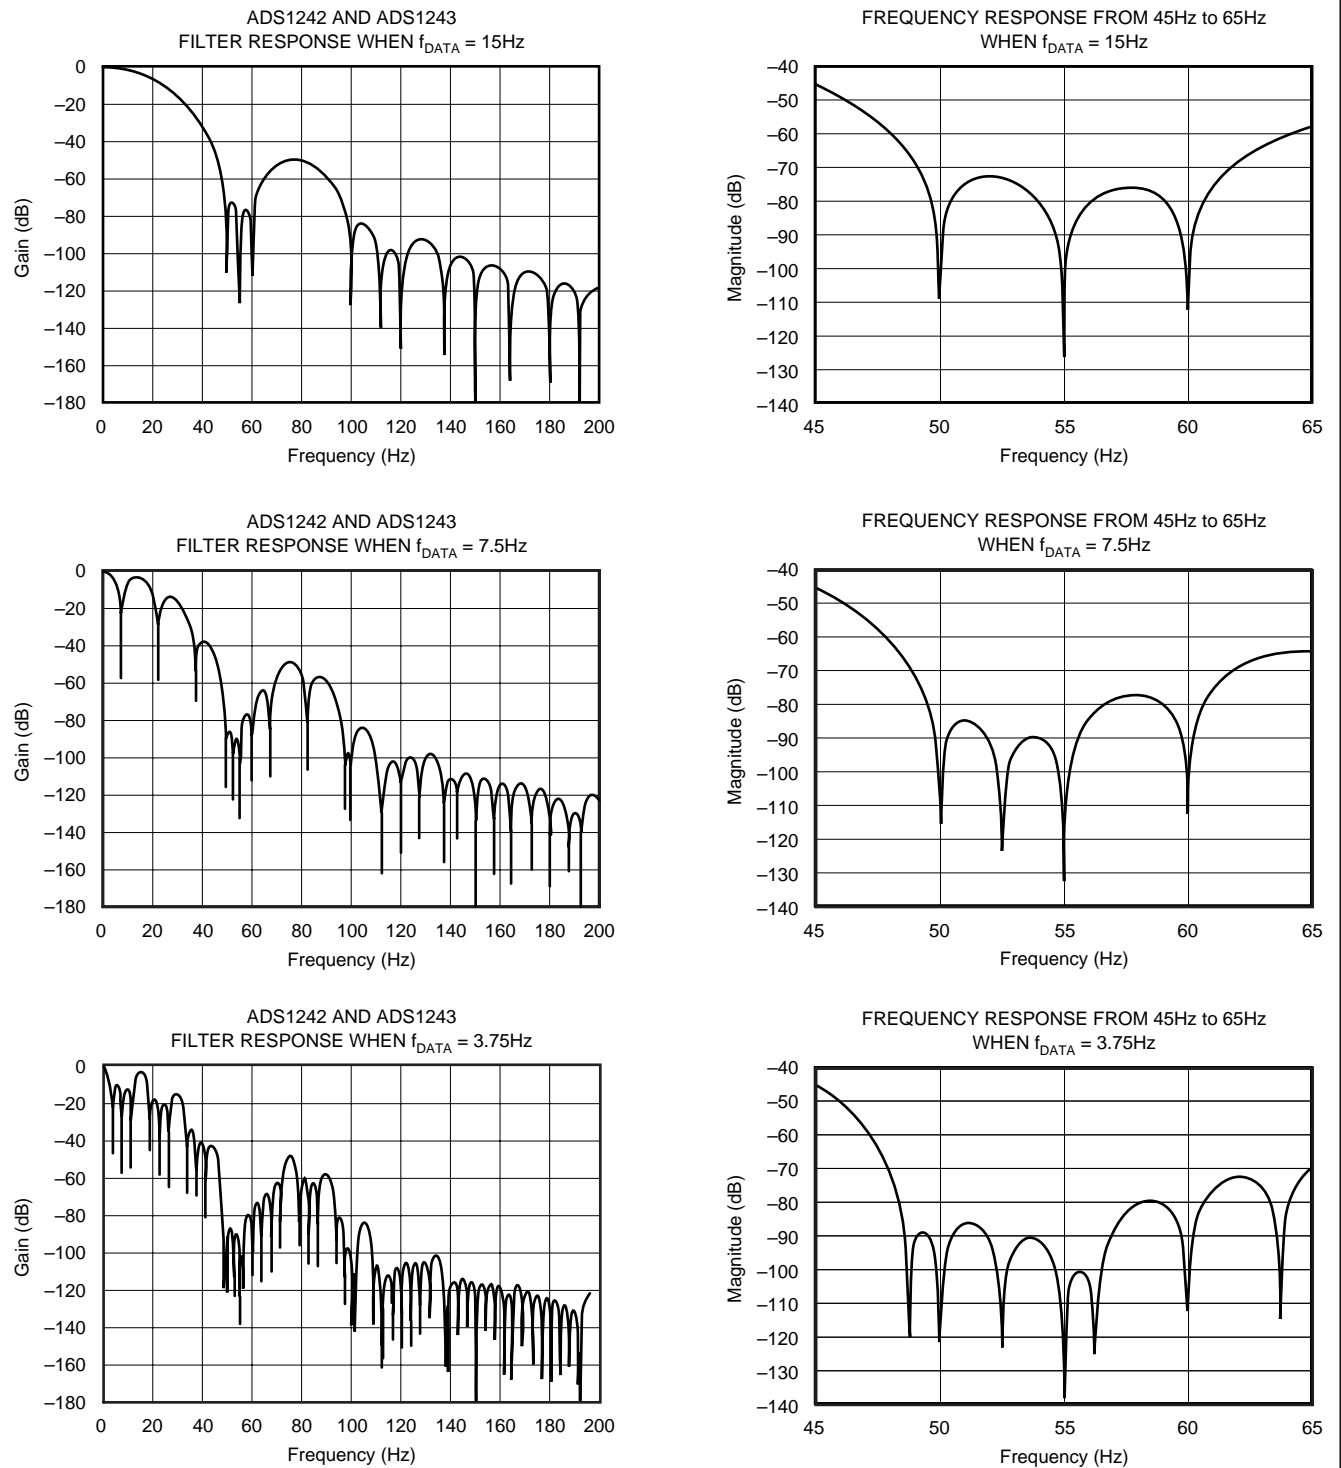 ADS1242 AND ADS1243
FILTER RESPONSE WHEN fDATA = 15Hz
0
–20
–40
–60
–80
–100
–120
–140
–160
–180
Gain (dB)
0 20 40 60 80 100 120 140 160 180 200
Frequency (Hz)
FREQUENCY RESPONSE FROM 45Hz to 65Hz
WHEN fDATA = 15Hz
–40
–50
–60
–70
–80
–90
–100
–110
–120
–130
–140
Magnitude (dB)
45 50 55 60 65
Frequency (Hz)
ADS1242 AND ADS1243
FILTER RESPONSE WHEN fDATA = 7.5Hz
0
–20
–40
–60
–80
–100
–120
–140
–160
–180
Gain (dB)
0 20 40 60 80 100 120 140 160 180 200
Frequency (Hz)
FREQUENCY RESPONSE FROM 45Hz to 65Hz
WHEN fDATA = 7.5Hz
–40
–50
–60
–70
–80
–90
–100
–110
–120
–130
–140
Magnitude (dB)
45 50 55 60 65
Frequency (Hz)
ADS1242 AND ADS1243
FILTER RESPONSE WHEN fDATA = 3.75Hz
0
–20
–40
–60
–80
–100
–120
–140
–160
–180
Gain (dB)
0 20 40 60 80 100 120 140 160 180 200
Frequency (Hz)
FREQUENCY RESPONSE FROM 45Hz to 65Hz
WHEN fDATA = 3.75Hz
–40
–50
–60
–70
–80
–90
–100
–110
–120
–130
–140
Magnitude (dB)
45 50 55 60 65
Frequency (Hz)